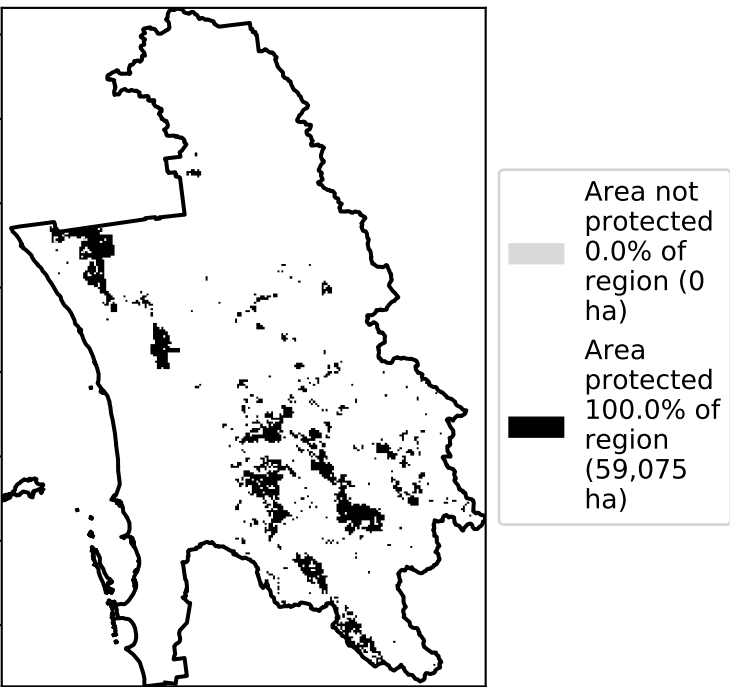 Area not
protected
0.0% of
region (0
ha)
Area
protected
100.0% of
region
(59,075
ha)